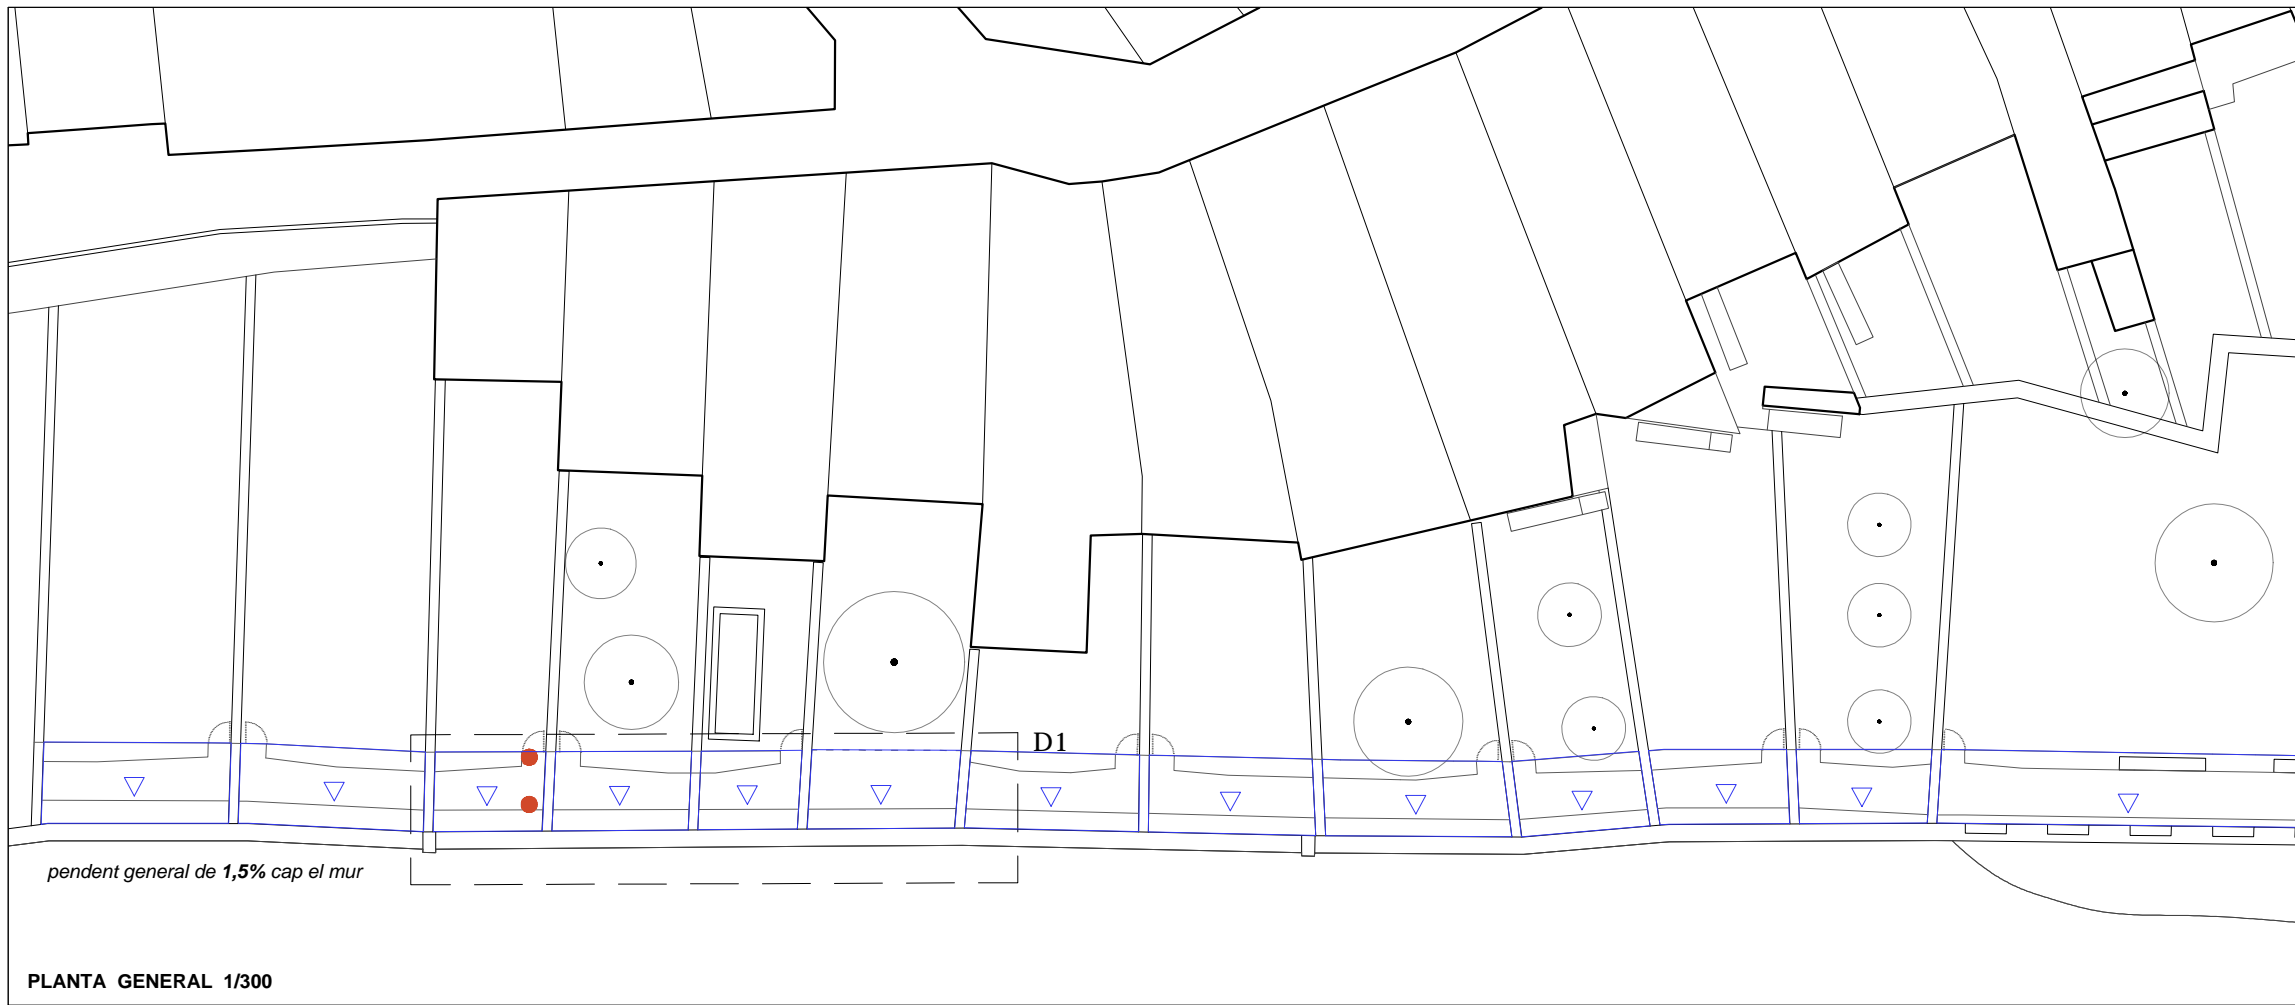 D1
pendent general de 1,5% cap el mur
PLANTA GENERAL 1/300